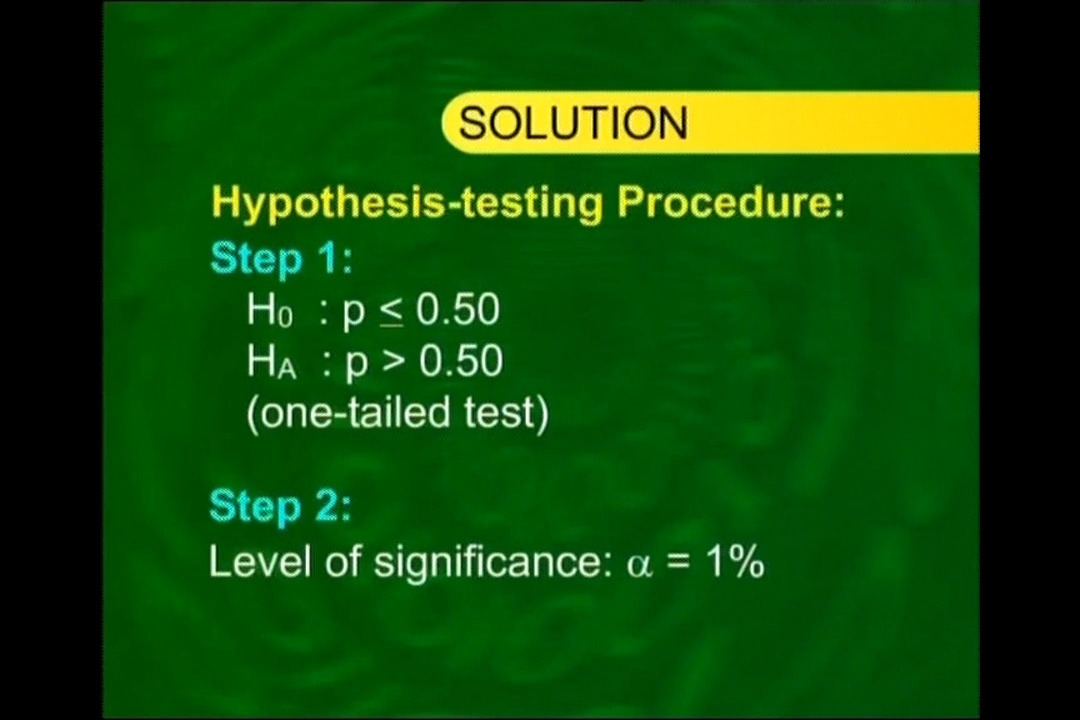 SOLUTION
Hypothesis-testing Procedure:
Step 1:
H₀ : p ≤ 0.50
Hᴀ : p > 0.50
(one-tailed test)
Step 2:
Level of significance: α = 1%